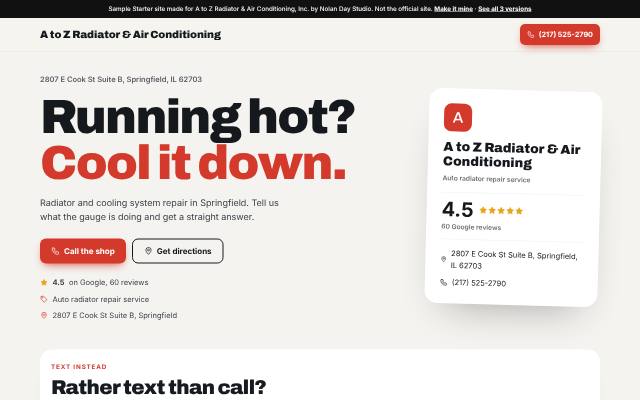 Sample Starter site made for A to Z Radiator & Air Conditioning, Inc. by Nolan Day Studio. Not the official site. Make it mine · See all 3 versions
A to Z Radiator & Air Conditioning
(217) 525-2790
2807 E Cook St Suite B, Springfield, IL 62703
Running hot?
Cool it down.
Radiator and cooling system repair in Springfield. Tell us
what the gauge is doing and get a straight answer.
Call the shop
Get directions
4.5 on Google, 60 reviews
Auto radiator repair service
2807 E Cook St Suite B, Springfield
A
A to Z Radiator & Air
Conditioning
Auto radiator repair service
4.5
60 Google reviews
2807 E Cook St Suite B, Springfield,
IL 62703
(217) 525-2790
TEXT INSTEAD
Rather text than call?